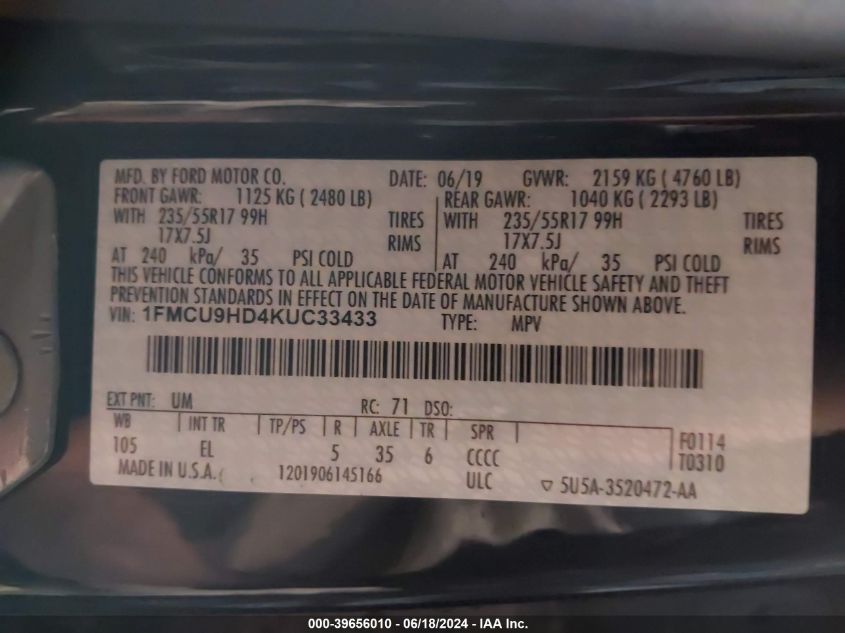 MFD. BY FORD MOTOR CO. DATE: 06/19 GVWR: 2159 KG ( 4760 LB)
FRONT GAWR: 1125 KG ( 2480 LB) REAR GAWR: 1040 KG ( 2293 LB)
WITH 235/55R17 99H TIRES WITH 235/55R17 99H TIRES
17X7.5J RIMS 17X7.5J RIMS
AT 240 kPa/ 35 PSI COLD AT 240 kPa/ 35 PSI COLD
THIS VEHICLE CONFORMS TO ALL APPLICABLE FEDERAL MOTOR VEHICLE SAFETY AND THEFT
PREVENTION STANDARDS IN EFFECT ON THE DATE OF MANUFACTURE SHOWN ABOVE.
VIN: 1FMCU9HD4KUC33433 TYPE: MPV
EXT PNT: UM RC: 71 DSO:
WB INT TR TP/PS R AXLE TR SPR F0114
105 EL 5 35 6 CCCC T0310
MADE IN U.S.A. ( 1201906145166 ULC ▽ 5U5A-3520472-AA
000-39656010 - 06/18/2024 - IAA Inc.